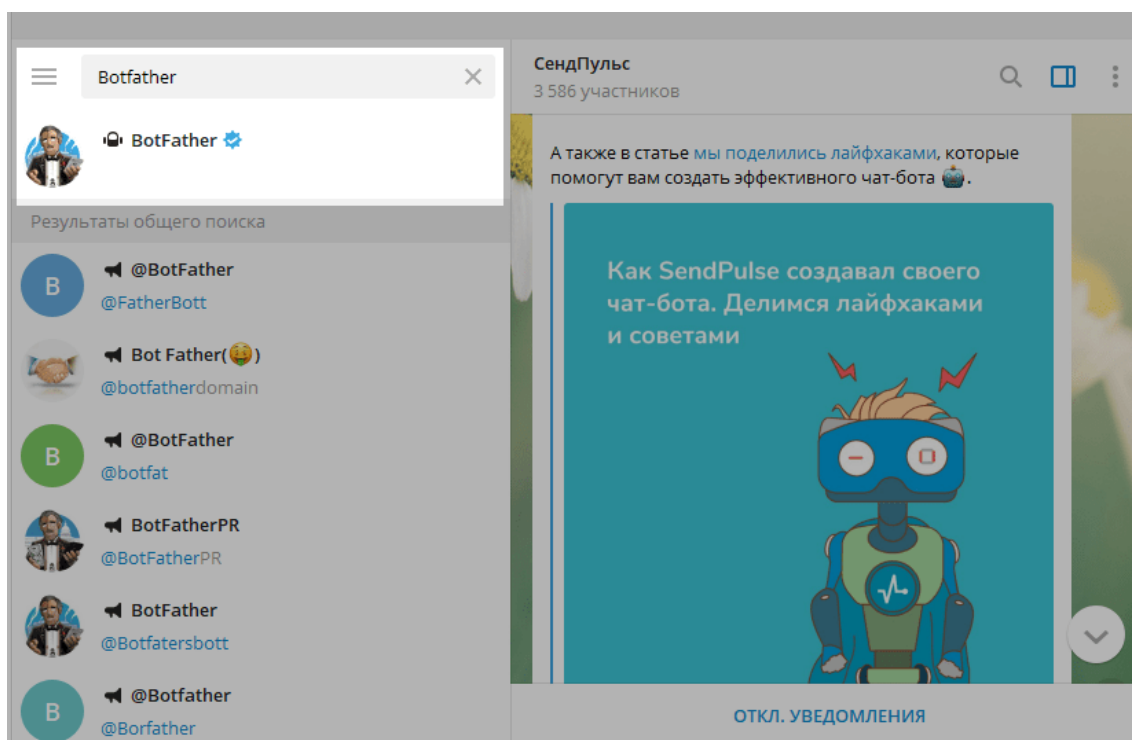 Botfather
BotFather
Результаты общего поиска
B
@BotFather
@FatherBott
Bot Father(🤑)
@botfatherdomain
B
@BotFather
@botfat
BotFatherPR
@BotFatherPR
BotFather
@Botfatersbott
B
@Botfather
@Borfather
СендПульс
3 586 участников
А также в статье мы поделились лайфхаками, которые
помогут вам создать эффективного чат-бота 🤖.
Как SendPulse создавал своего
чат-бота. Делимся лайфхаками
и советами
ОТКЛ. УВЕДОМЛЕНИЯ